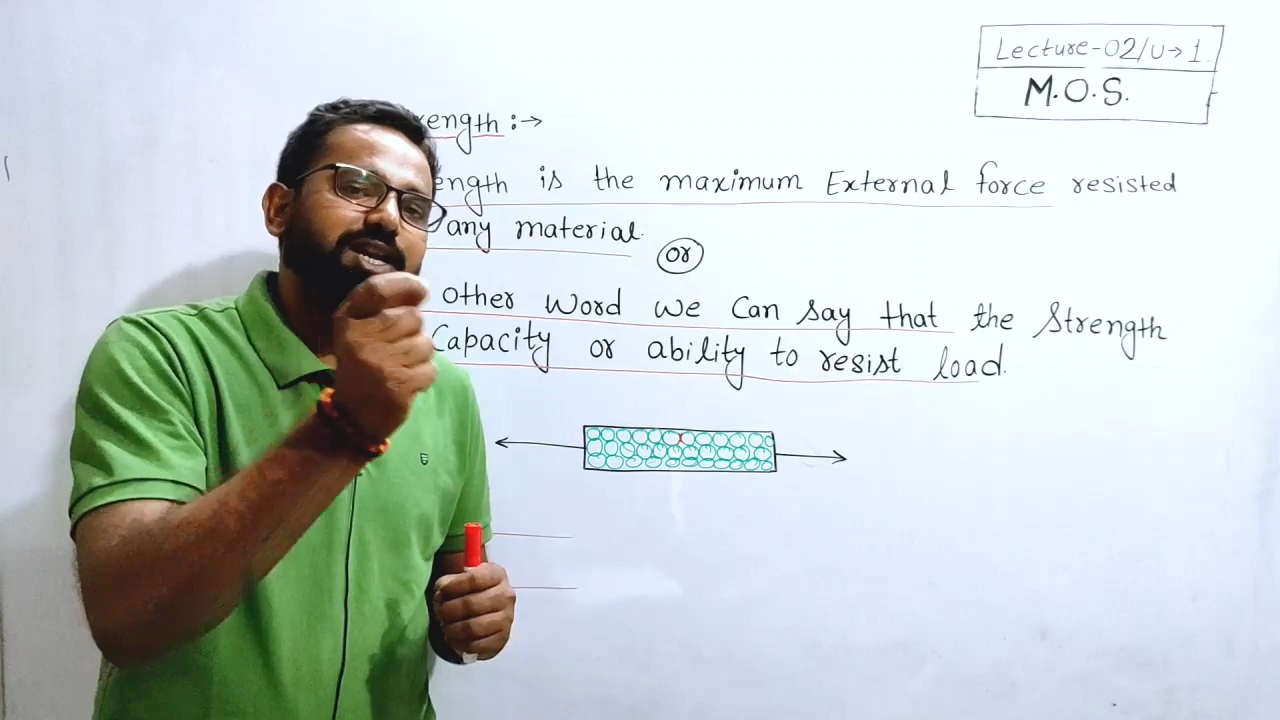 Lecture-02/U→1.
M.O.S.
ength :→
ength is the maximum External force resisted
any material.
or
other word we can say that the strength
Capacity or ability to resist load.